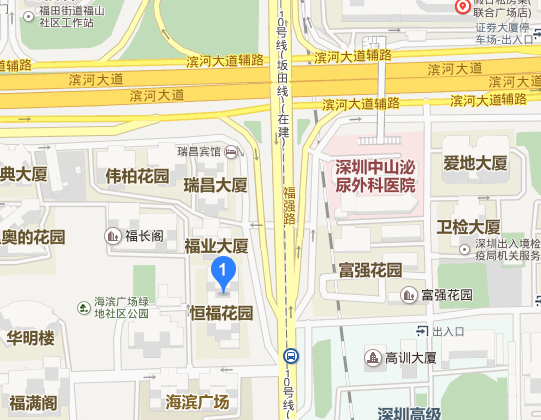 福田街道福山
社区工作站
(联合广场店)
证券大厦停
车场-出入口
滨河大道辅路
滨河大道辅路
滨河大道
滨河大道
滨河大道
滨河大道
滨河大道辅路
滨河大道辅路
10号线(坂田线)(在建)
瑞昌宾馆
典大厦
伟柏花园
瑞昌大厦
深圳中山泌
尿外科医院
爱地大厦
福强路
奥的花园
福长阁
福业大厦
卫检大厦
深圳出入境检
疫局机关服务
1
富强花园
富强花园
海滨广场绿
地社区公园
恒福花园
华明楼
出入口
高训大厦
10号线(
福满阁
海滨广场
深圳高级